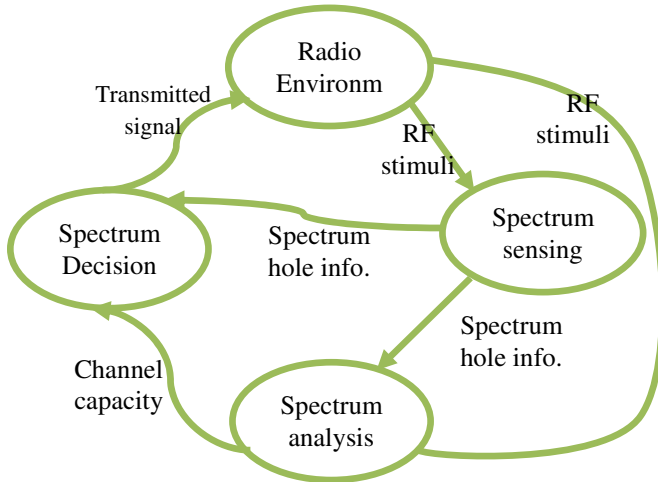 Radio
Environm
Transmitted
signal
RF
stimuli
RF
stimuli
Spectrum
Decision
Spectrum
hole info.
Spectrum
sensing
Spectrum
hole info.
Channel
capacity
Spectrum
analysis